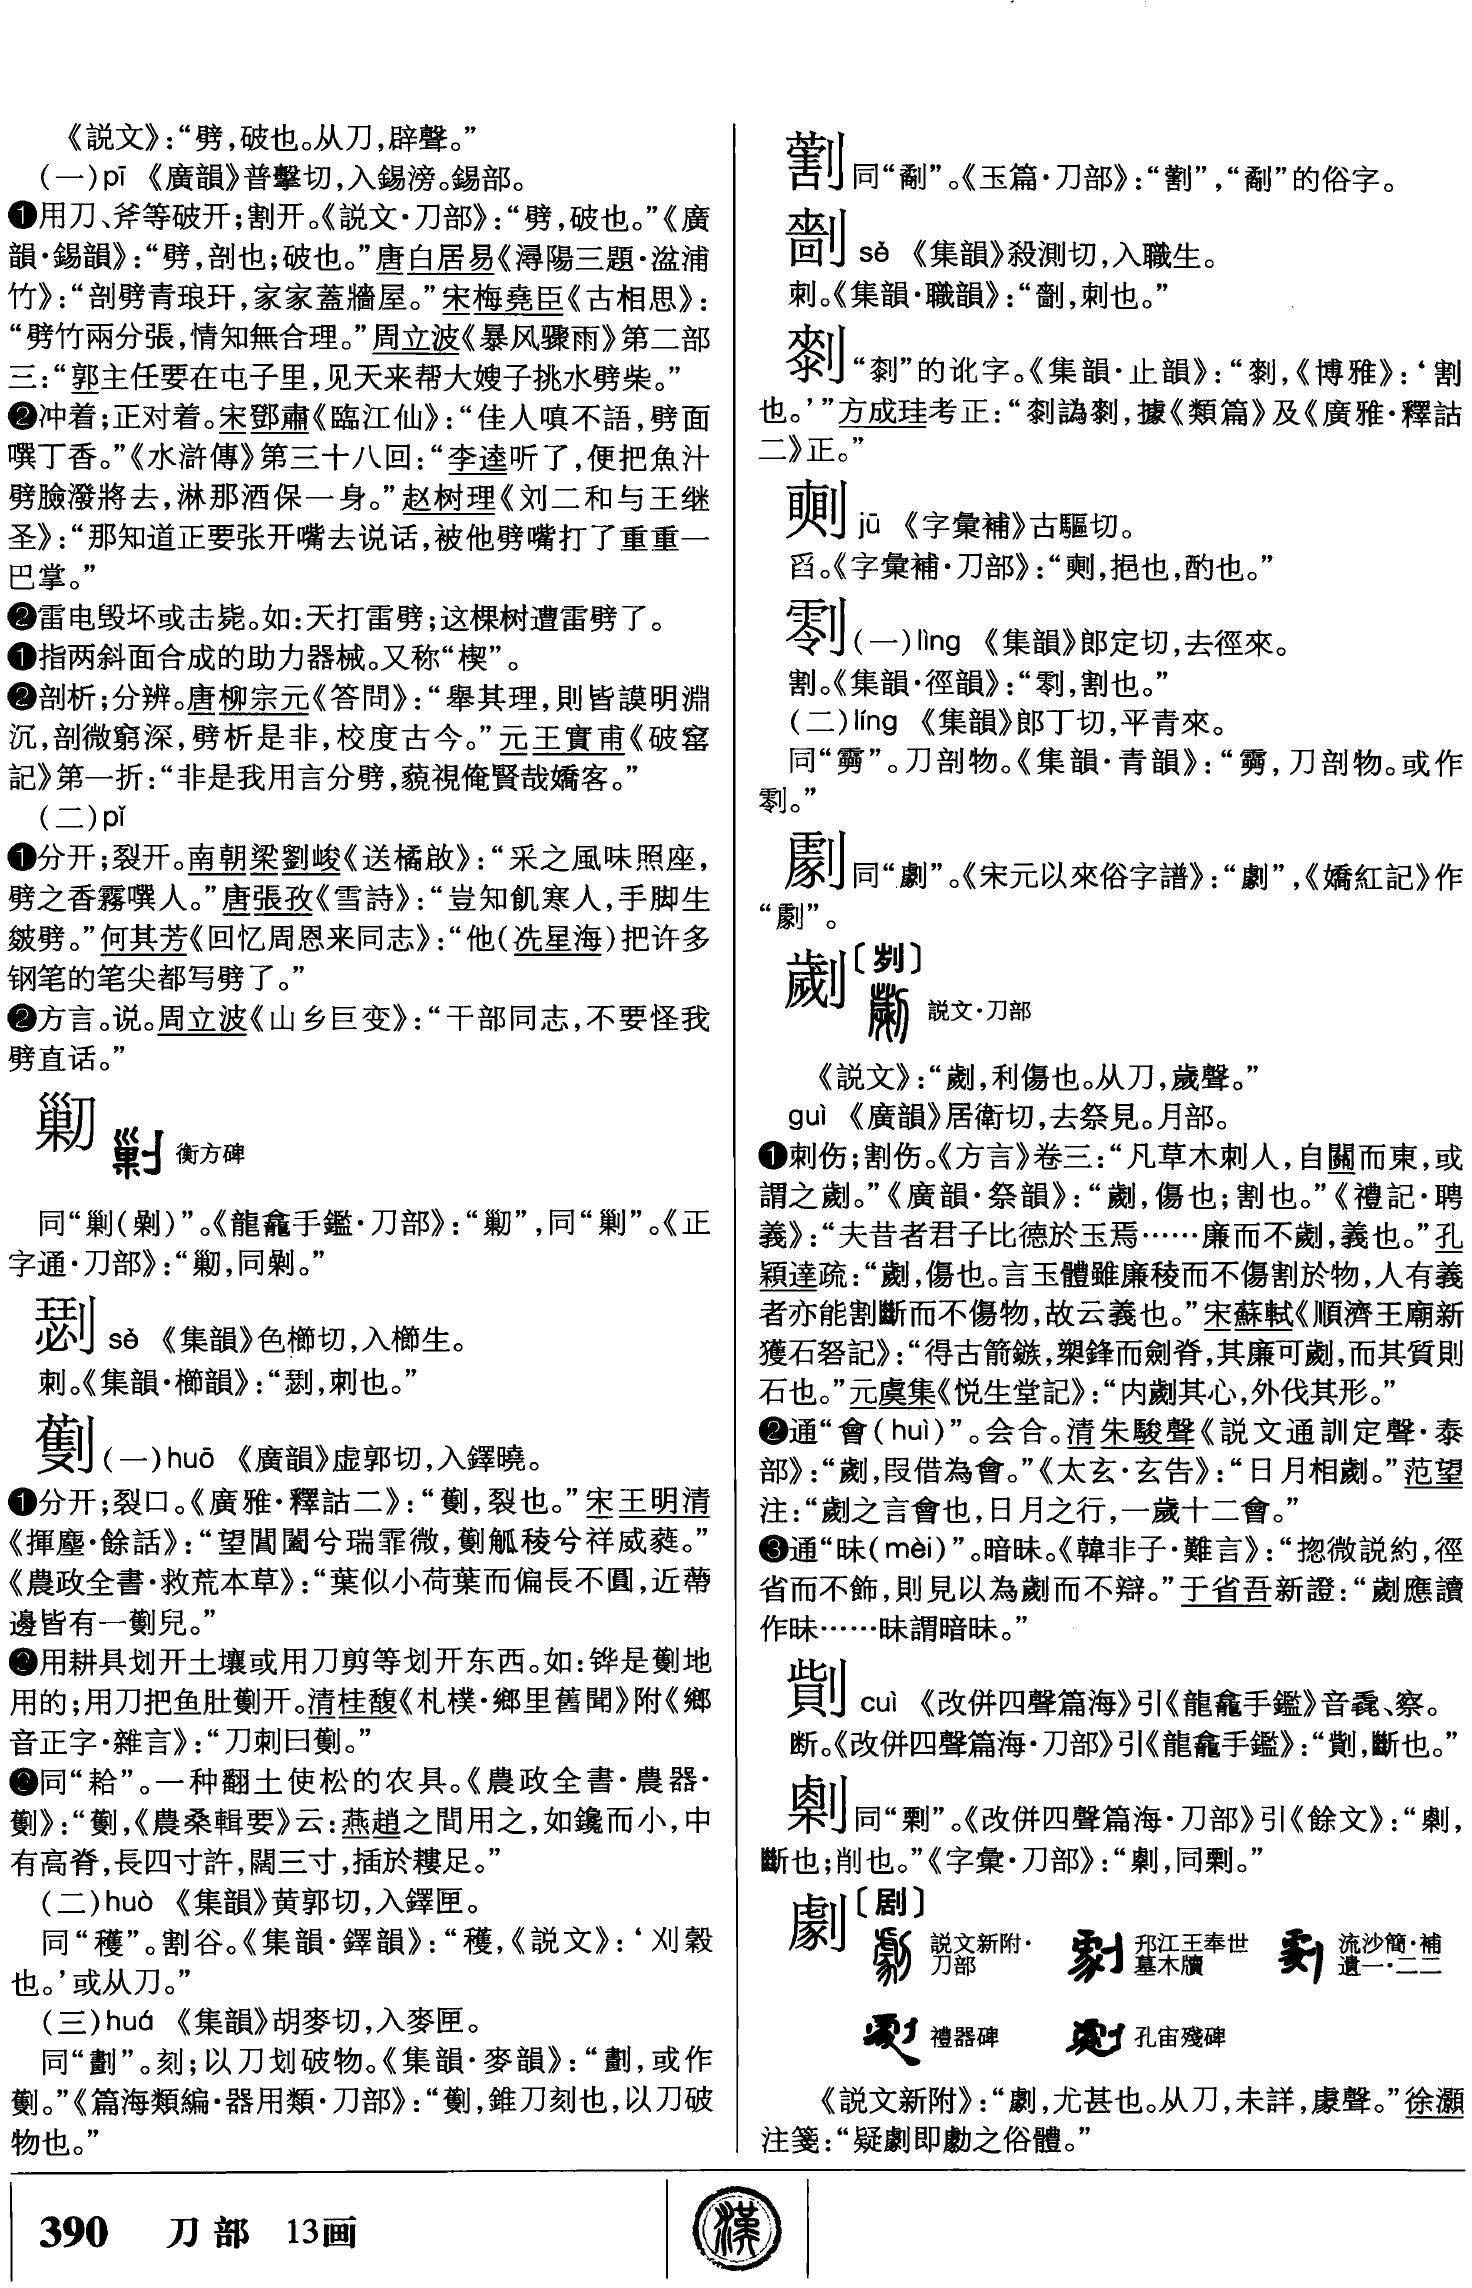 《説文》：“劈，破也。从刀，辟聲。”
（一）pī 《廣韻》普擊切，入錫滂。錫部。
❶用刀、斧等破开；割开。《説文·刀部》：“劈，破也。”《廣
韻·錫韻》：“劈，剖也；破也。”唐白居易《潯陽三題·湓浦
竹》：“剖劈青琅玕，家家蓋牆屋。”宋梅堯臣《古相思》：
“劈竹兩分張，情知無合理。”周立波《暴风骤雨》第二部
三：“郭主任要在屯子里，见天来帮大嫂子挑水劈柴。”
❷冲着；正对着。宋鄧肅《臨江仙》：“佳人嗔不語，劈面
噀丁香。”《水滸傳》第三十八回：“李逵听了，便把魚汁
劈臉潑將去，淋那酒保一身。”赵树理《刘二和与王继
圣》：“那知道正要张开嘴去说话，被他劈嘴打了重重一
巴掌。”
❷雷电毁坏或击毙。如：天打雷劈；这棵树遭雷劈了。
❶指两斜面合成的助力器械。又称“楔”。
❷剖析；分辨。唐柳宗元《答問》：“舉其理，則皆謨明淵
沉，剖微窮深，劈析是非，校度古今。”元王實甫《破窰
記》第一折：“非是我用言分劈，藐視俺賢哉嬌客。”
（二）pǐ
❶分开；裂开。南朝梁劉峻《送橘啟》：“采之風味照座，
劈之香霧噀人。”唐張孜《雪詩》：“豈知飢寒人，手脚生
皴劈。”何其芳《回忆周恩来同志》：“他（冼星海）把许多
钢笔的笔尖都写劈了。”
❷方言。说。周立波《山乡巨变》：“干部同志，不要怪我
劈直话。”
衡方碑
同“剿（剿）”。《龍龕手鑑·刀部》：“𠠃”，同“剿”。《正
字通·刀部》：“，同剿。”
sè 《集韻》色櫛切，入櫛生。
刺。《集韻·櫛韻》：“，刺也。”
劐（一）huō 《廣韻》虚郭切，入鐸曉。
❶分开；裂口。《廣雅·釋詁二》：“劐，裂也。”宋王明清
《揮麈·餘話》：“望閶闔兮瑞霏微，劐觚稜兮祥威蕤。”
《農政全書·救荒本草》：“葉似小荷葉而偏長不圓，近蔕
邊皆有一劐兒。”
❷用耕具划开土壤或用刀剪等划开东西。如：铧是劐地
用的；用刀把鱼肚劐开。清桂馥《札樸·鄉里舊聞》附《鄉
音正字·雜言》：“刀刺曰劐。”
❸同“耠”。一种翻土使松的农具。《農政全書·農器·
劐》：“劐，《農桑輯要》云：燕趙之間用之，如鑱而小，中
有高脊，長四寸許，闊三寸，插於耬足。”
（二）huò 《集韻》黄郭切，入鐸匣。
同“穫”。割谷。《集韻·鐸韻》：“穫，《説文》：‘刈穀
也。’或从刀。”
（三）huá 《集韻》胡麥切，入麥匣。
同“劃”。刻；以刀划破物。《集韻·麥韻》：“劃，或作
劐。”《篇海類編·器用類·刀部》：“劐，錐刀刻也，以刀破
物也。”
同“劀”。《玉篇·刀部》：“”，“劀”的俗字。
sè 《集韻》殺測切，入職生。
刺。《集韻·職韻》：“，刺也。”
“剺”的讹字。《集韻·止韻》：“，《博雅》：‘割
也。’”方成珪考正：“譌，據《類篇》及《廣雅·釋詁
二》正。”
jū 《字彙補》古驅切。
舀。《字彙補·刀部》：“，挹也，酌也。”
（一）lìng 《集韻》郎定切，去徑來。
割。《集韻·徑韻》：“，割也。”
（二）líng 《集韻》郎丁切，平青來。
同“”。刀剖物。《集韻·青韻》：“，刀剖物。或作
。”
同“劇”。《宋元以來俗字譜》：“劇”，《嬌紅記》作
“”。
劌〔刿〕
説文·刀部
《説文》：“劌，利傷也。从刀，歲聲。”
guì 《廣韻》居衛切，去祭見。月部。
❶刺伤；割伤。《方言》卷三：“凡草木刺人，自關而東，或
謂之劌。”《廣韻·祭韻》：“劌，傷也；割也。”《禮記·聘
義》：“夫昔者君子比德於玉焉……廉而不劌，義也。”孔
穎達疏：“劌，傷也。言玉體雖廉稜而不傷割於物，人有義
者亦能割斷而不傷物，故云義也。”宋蘇軾《順濟王廟新
獲石砮記》：“得古箭鏃，槊鋒而劍脊，其廉可劌，而其質則
石也。”元虞集《悦生堂記》：“内劌其心，外伐其形。”
❷通“會（huì）”。会合。清朱駿聲《説文通訓定聲·泰
部》：“劌，叚借為會。”《太玄·玄告》：“日月相劌。”范望
注：“劌之言會也，日月之行，一歲十二會。”
❸通“昧（mèi）”。暗昧。《韓非子·難言》：“揔微説約，徑
省而不飾，則見以為劌而不辯。”于省吾新證：“劌應讀
作昧……昧謂暗昧。”
cuì 《改併四聲篇海》引《龍龕手鑑》音毳、察。
断。《改併四聲篇海·刀部》引《龍龕手鑑》：“，斷也。”
同“剽”。《改併四聲篇海·刀部》引《餘文》：“，
斷也；削也。”《字彙·刀部》：“，同。”
劇〔剧〕
説文新附·刀部
邗江王奉世墓木牘
流沙簡·補遺一·二二
禮器碑
孔宙殘碑
《説文新附》：“劇，尤甚也。从刀，未詳，豦聲。”徐灝
注箋：“疑劇即勮之俗體。”
390 刀部 13画
漢